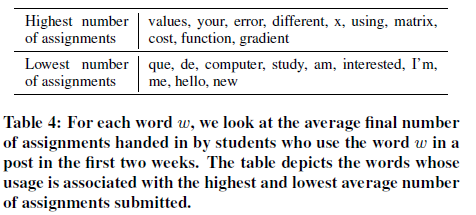 Highest number values, your, error, different, x, using, matrix,
of assignments cost, function, gradient
Lowest number que, de, computer, study, am, interested, I'm,
of assignments me, hello, new
Table 4: For each word w, we look at the average final number
of assignments handed in by students who use the word w in a
post in the first two weeks. The table depicts the words whose
usage is associated with the highest and lowest average number
of assignments submitted.